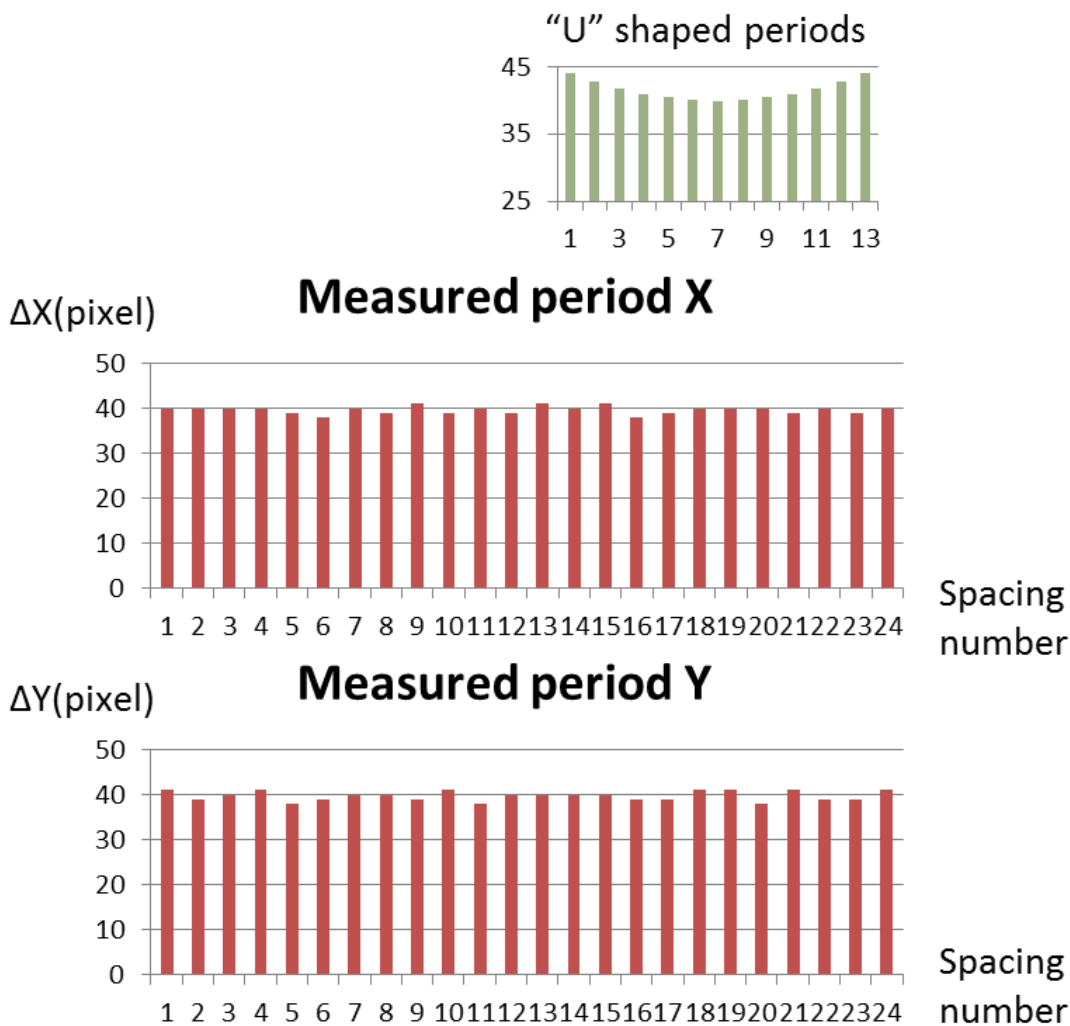 “U” shaped periods
45
35
25
1 3 5 7 9 11 13
Measured period X
ΔX(pixel)
50
40
30
20
10
0
1 2 3 4 5 6 7 8 9 10 11 12 13 14 15 16 17 18 19 20 21 22 23 24
Spacing
number
Measured period Y
ΔY(pixel)
50
40
30
20
10
0
1 2 3 4 5 6 7 8 9 10 11 12 13 14 15 16 17 18 19 20 21 22 23 24
Spacing
number